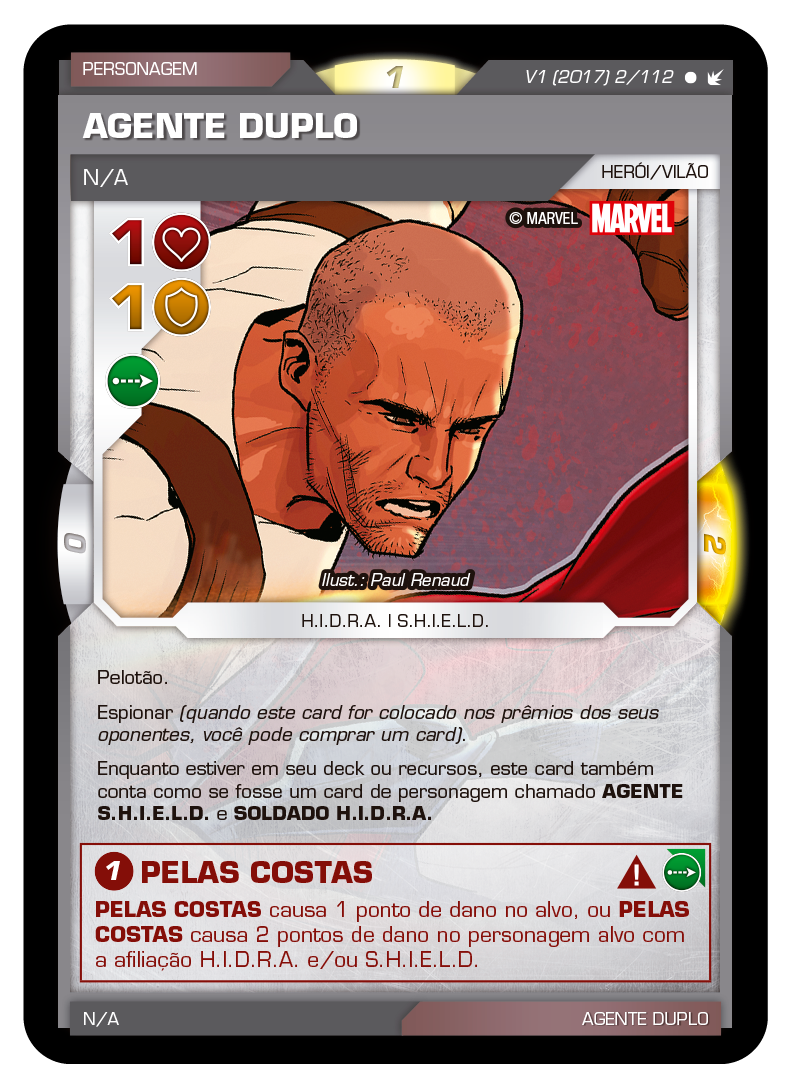 PERSONAGEM
1
V1 (2017) 2/112
AGENTE DUPLO
N/A
HERÓI/VILÃO
1
© MARVEL MARVEL
1
0
2
Ilust.: Paul Renaud
H.I.D.R.A. | S.H.I.E.L.D.
Pelotão.
Espionar (quando este card for colocado nos prêmios dos seus
oponentes, você pode comprar um card).
Enquanto estiver em seu deck ou recursos, este card também
conta como se fosse um card de personagem chamado AGENTE
S.H.I.E.L.D. e SOLDADO H.I.D.R.A.
1 PELAS COSTAS
!
PELAS COSTAS causa 1 ponto de dano no alvo, ou PELAS
COSTAS causa 2 pontos de dano no personagem alvo com
a afiliação H.I.D.R.A. e/ou S.H.I.E.L.D.
N/A
AGENTE DUPLO